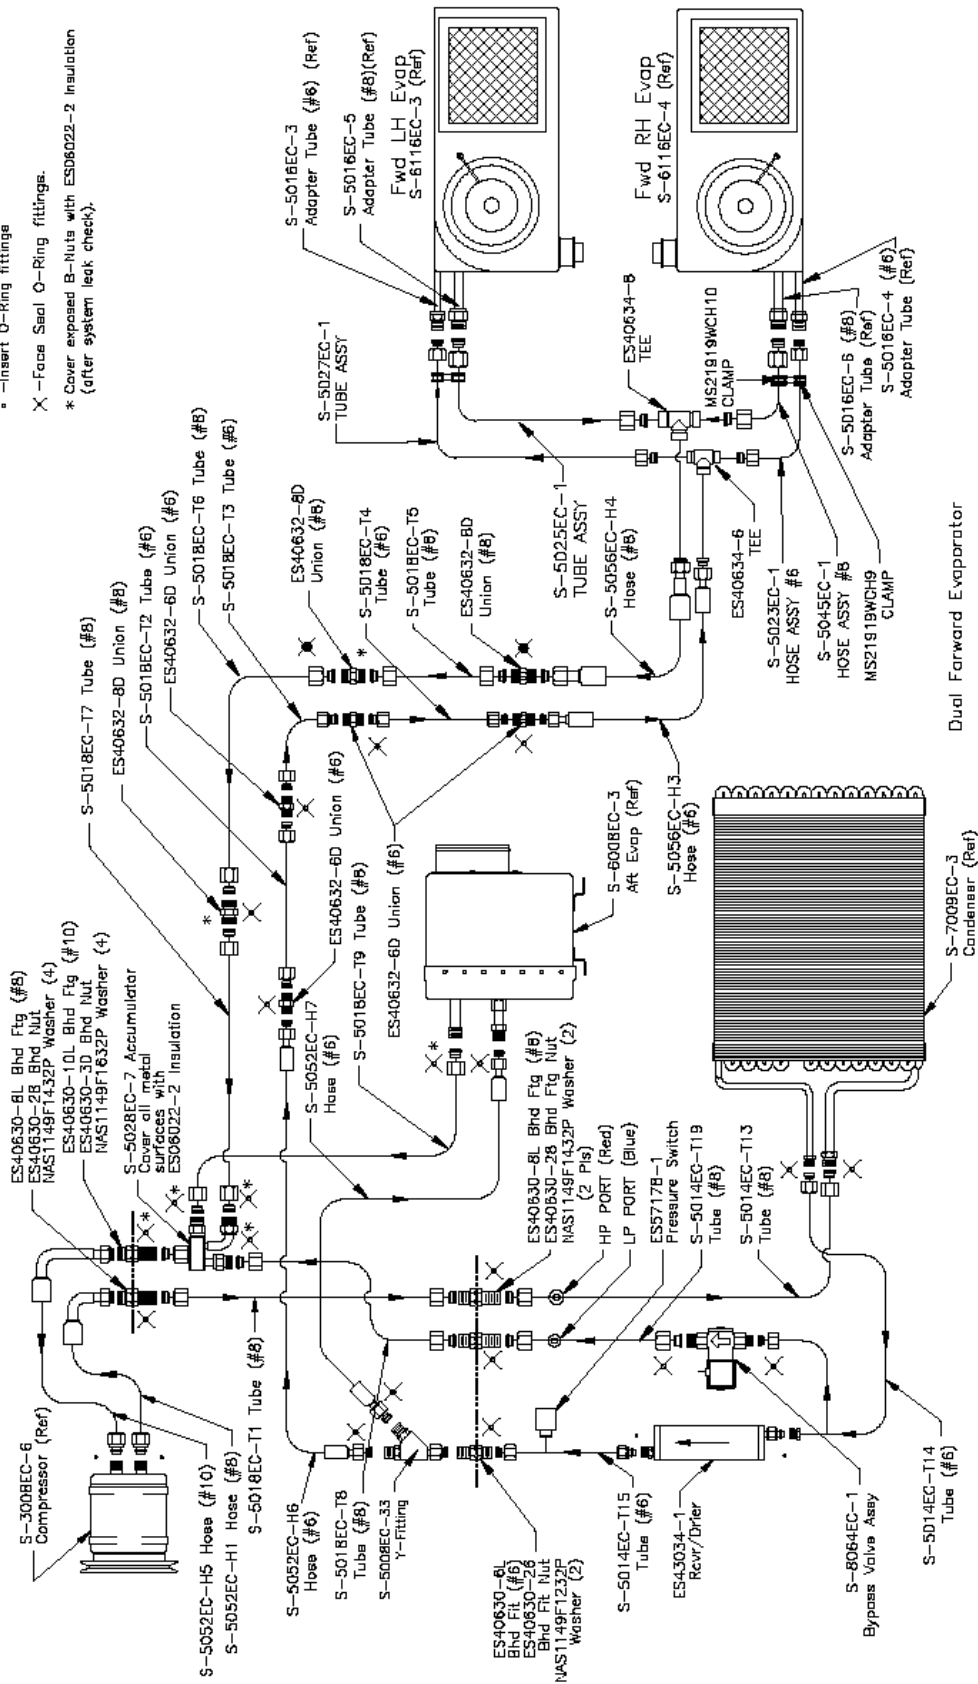 • -Insert O-Ring fittings
X -Face Seal O-Ring fittings.
* Cover exposed B-Nuts with ES06022-2 Insulation
(after system leak check).
S-5016EC-3
Adapter Tube (#6) (Ref)
S-5016EC-5
Adapter Tube (#8)(Ref)
Fwd LH Evap
S-6116EC-3 (Ref)
Fwd RH Evap
S-6116EC-4 (Ref)
S-5027EC-1
TUBE ASSY
ES40634-8
TEE
MS21919WCH10
CLAMP
S-5016EC-6 (#8)
Adapter Tube (Ref)
S-5016EC-4 (#6)
Adapter Tube (Ref)
S-5018EC-T7 Tube (#8)
ES40632-8D Union (#8)
S-5018EC-T2 Tube (#6)
ES40632-6D Union (#6)
S-5018EC-T6 Tube (#8)
S-5018EC-T3 Tube (#6)
ES40632-8D
Union (#8)
S-5018EC-T4
Tube (#6)
S-5018EC-T5
Tube (#8)
ES40632-8D
Union (#8)
S-5025EC-1
TUBE ASSY
S-5056EC-H4
Hose (#8)
ES40634-6
TEE
S-5023EC-1
HOSE ASSY #6
S-5045EC-1
HOSE ASSY #8
MS21919WCH9
CLAMP
ES40630-8L Bhd Ftg (#8)
ES40630-28 Bhd Nut
NAS1149F1432P Washer (4)
ES40630-10L Bhd Ftg (#10)
ES40630-3D Bhd Nut
NAS1149F1632P Washer (4)
S-5028EC-7 Accumulator
Cover all metal
surfaces with
ES06022-2 Insulation
S-5052EC-H7
Hose (#6)
ES40632-6D Union (#6)
S-5018EC-T9 Tube (#8)
ES40632-6D Union (#6)
S-6008EC-3
Aft Evap (Ref)
S-5056EC-H3
Hose (#6)
Dual Forward Evaporator
S-3008EC-6
Compressor (Ref)
S-5052EC-H5 Hose (#10)
S-5052EC-H1 Hose (#8)
S-5018EC-T1 Tube (#8)
ES40630-8L Bhd Ftg (#8)
ES40630-28 Bhd Ftg Nut
NAS1149F1432P Washer (2)
(2 Pls)
HP PORT (Red)
LP PORT (Blue)
ES57178-1
Pressure Switch
S-5014EC-T19
Tube (#8)
S-5014EC-T13
Tube (#8)
S-7009EC-3
Condenser (Ref)
S-5052EC-H6
Hose (#6)
S-5018EC-T8
Tube (#8)
S-5008EC-33
Y-Fitting
ES40630-6L
Bhd Fit (#6)
ES40630-26
Bhd Fit Nut
NAS1149F1232P
Washer (2)
S-5014EC-T15
Tube (#6)
ES43034-1
Rcvr/Drier
S-8064EC-1
Bypass Valve Assy
S-5014EC-T14
Tube (#6)